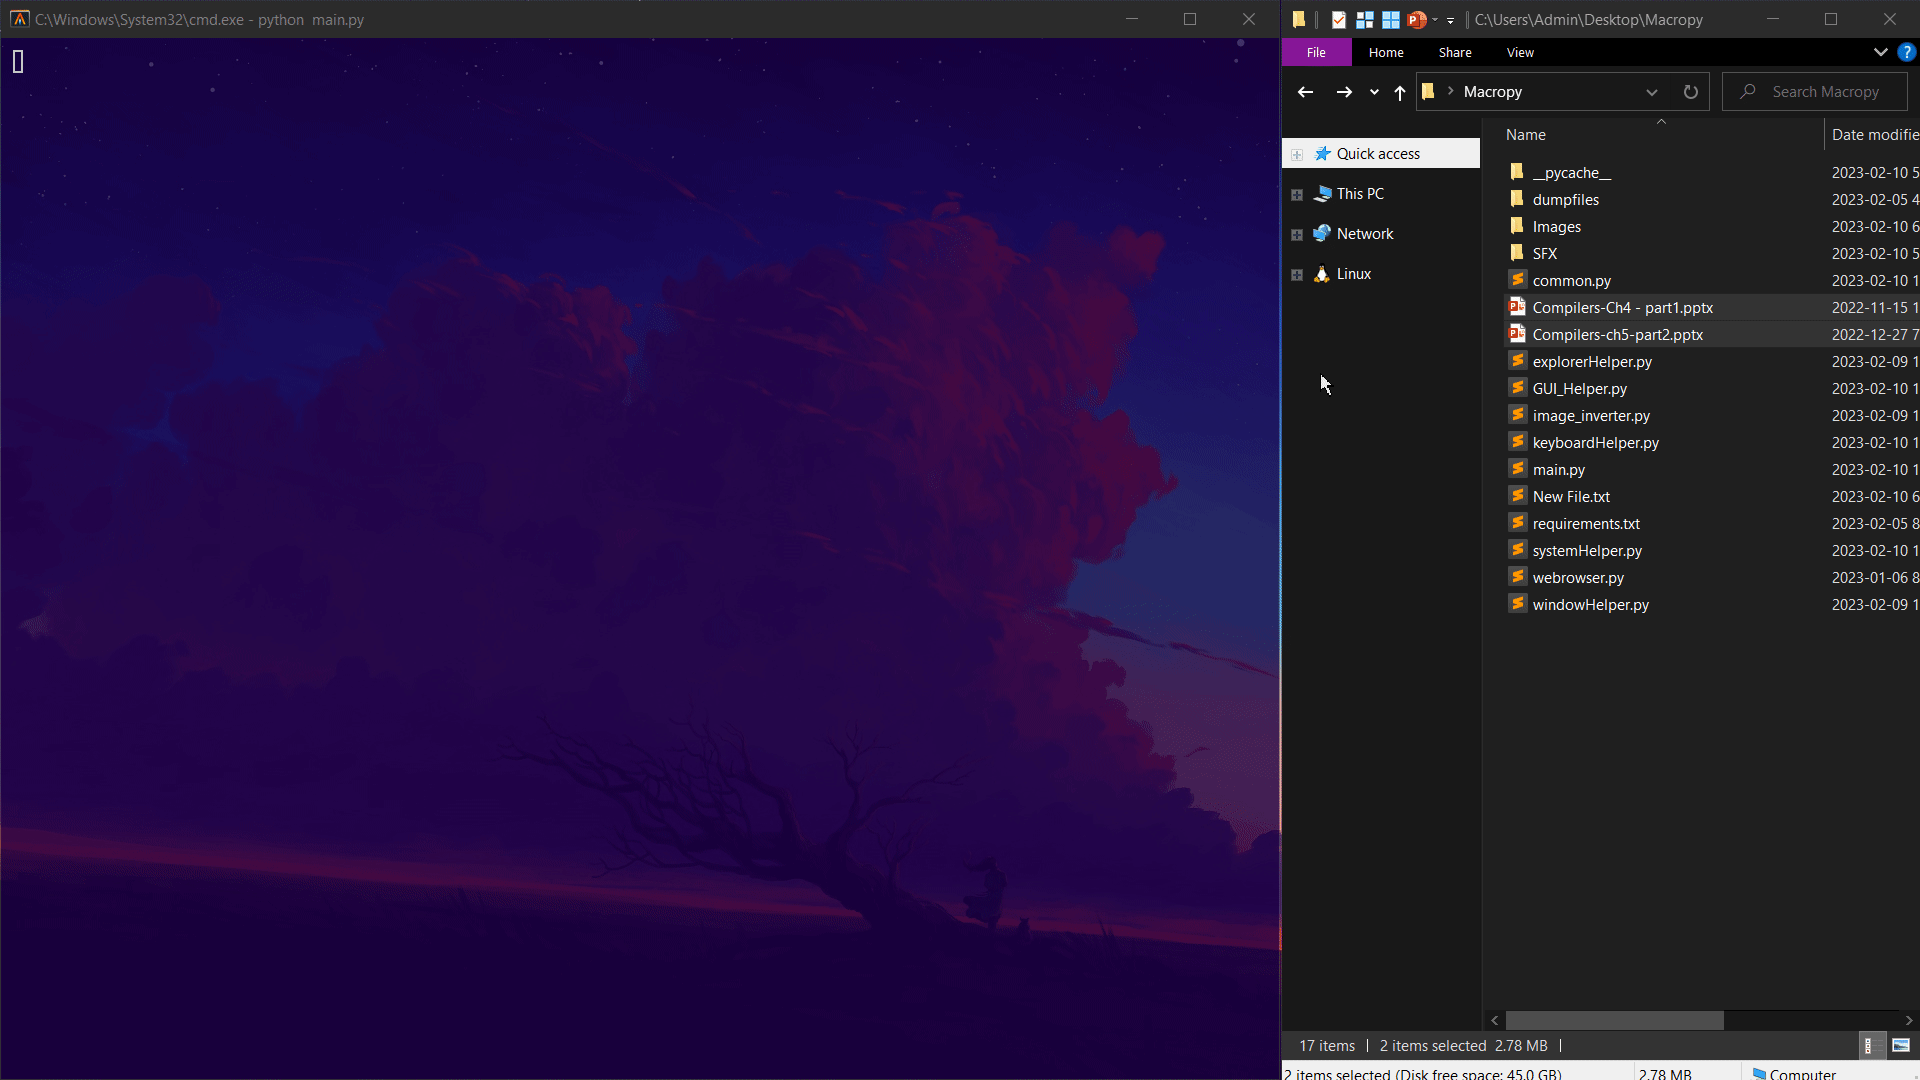 C:\Windows\System32\cmd.exe - python main.py
C:\Users\Admin\Desktop\Macropy
File Home Share View
Macropy
Search Macropy
Name Date modifie
Quick access
This PC
Network
Linux
__pycache__ 2023-02-10 5
dumpfiles 2023-02-05 4
Images 2023-02-10 6
SFX 2023-02-10 5
common.py 2023-02-10 1
Compilers-Ch4 - part1.pptx 2022-11-15 1
Compilers-ch5-part2.pptx 2022-12-27 7
explorerHelper.py 2023-02-09 1
GUI_Helper.py 2023-02-10 1
image_inverter.py 2023-02-09 1
keyboardHelper.py 2023-02-10 1
main.py 2023-02-10 1
New File.txt 2023-02-10 6
requirements.txt 2023-02-05 8
systemHelper.py 2023-02-10 1
webrowser.py 2023-01-06 8
windowHelper.py 2023-02-09 1
17 items 2 items selected 2.78 MB
2 items selected (Disk free space: 45.0 GB) 2.78 MB Computer